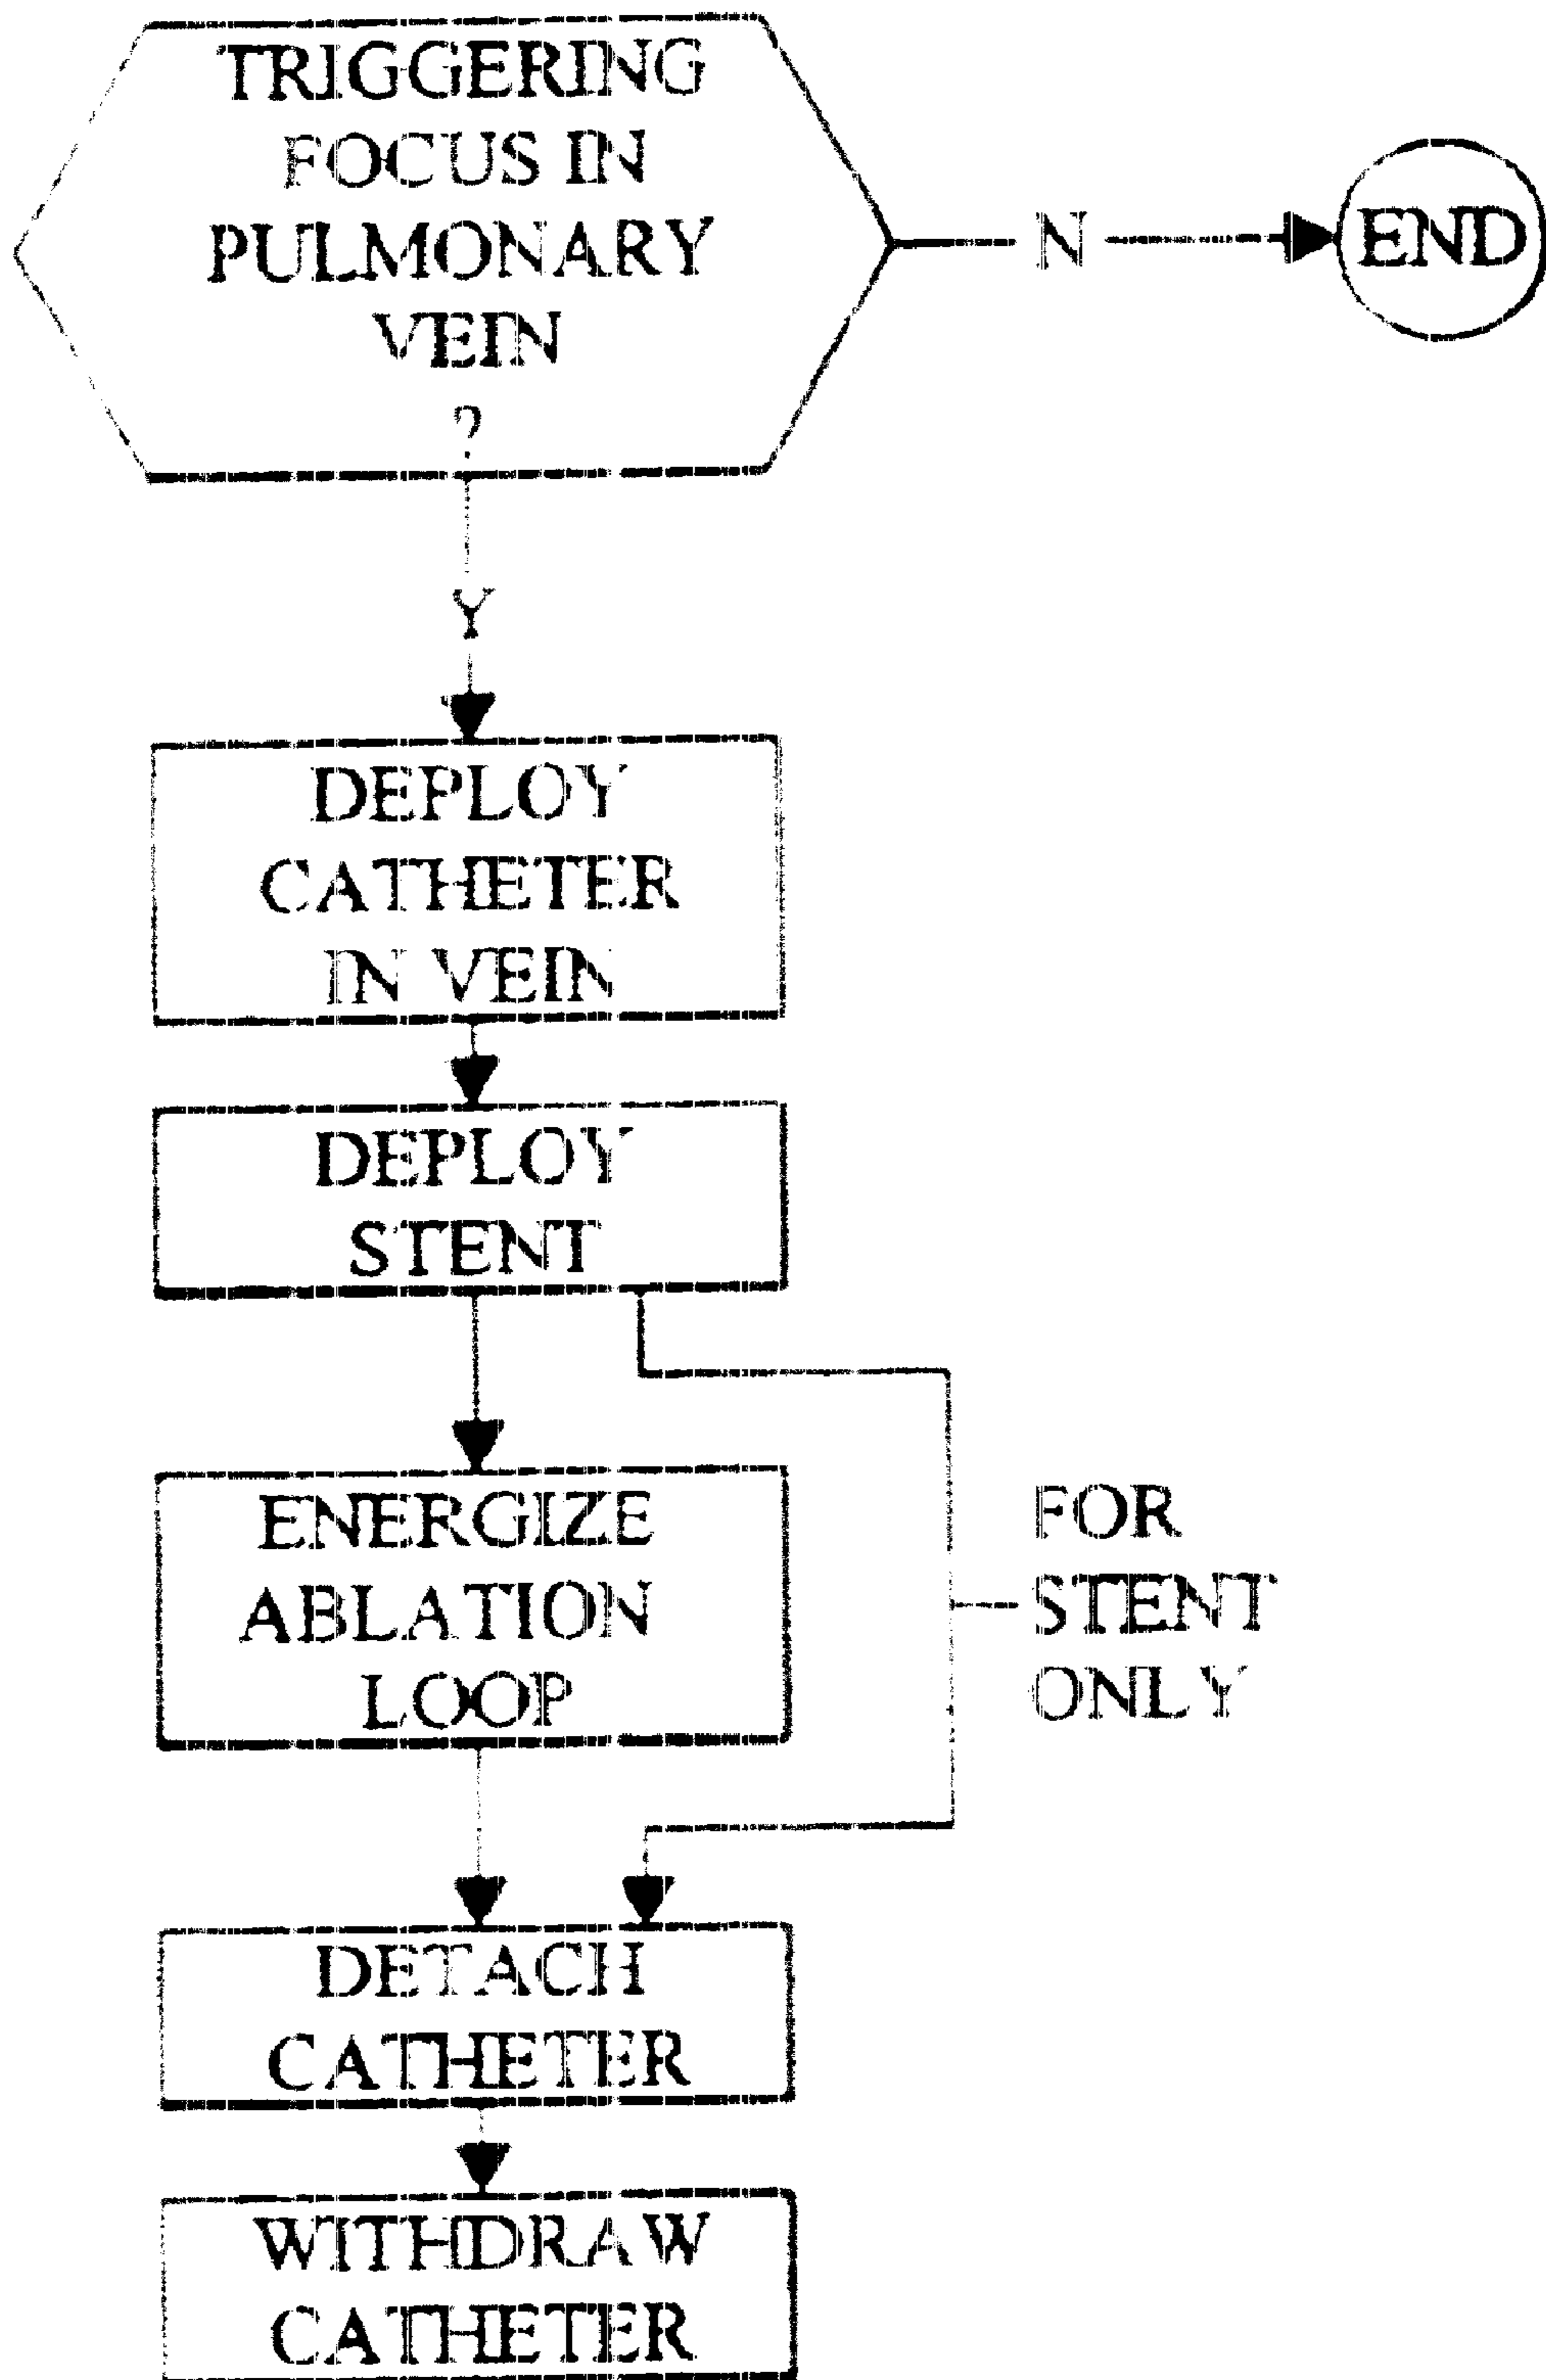 TRIGGERING
FOCUS IN
PULMONARY
VEIN
?
N
END
Y
DEPLOY
CATHETER
IN VEIN
DEPLOY
STENT
ENERGIZE
ABLATION
LOOP
FOR
STENT
ONLY
DETACH
CATHETER
WITHDRAW
CATHETER